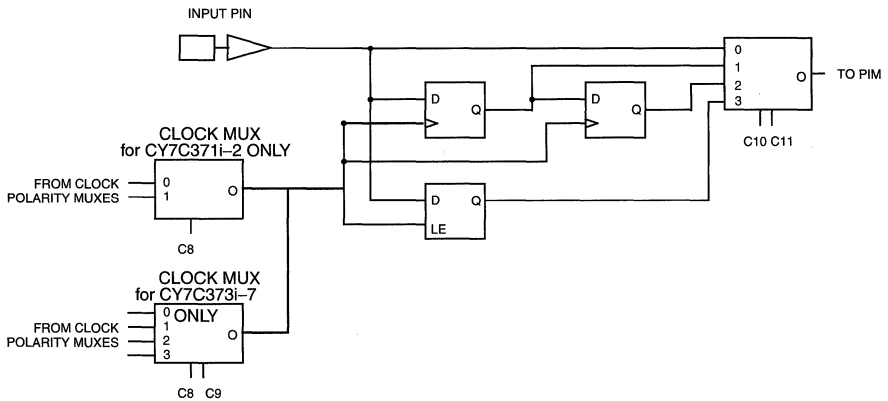 INPUT PIN
0
1
2
3
O
TO PIM
C10 C11
D
Q
D
Q
CLOCK MUX
for CY7C371i–2 ONLY
FROM CLOCK
POLARITY MUXES
0
1
O
C8
D
Q
LE
CLOCK MUX
for CY7C373i–7
ONLY
FROM CLOCK
POLARITY MUXES
0
1
2
3
O
C8 C9